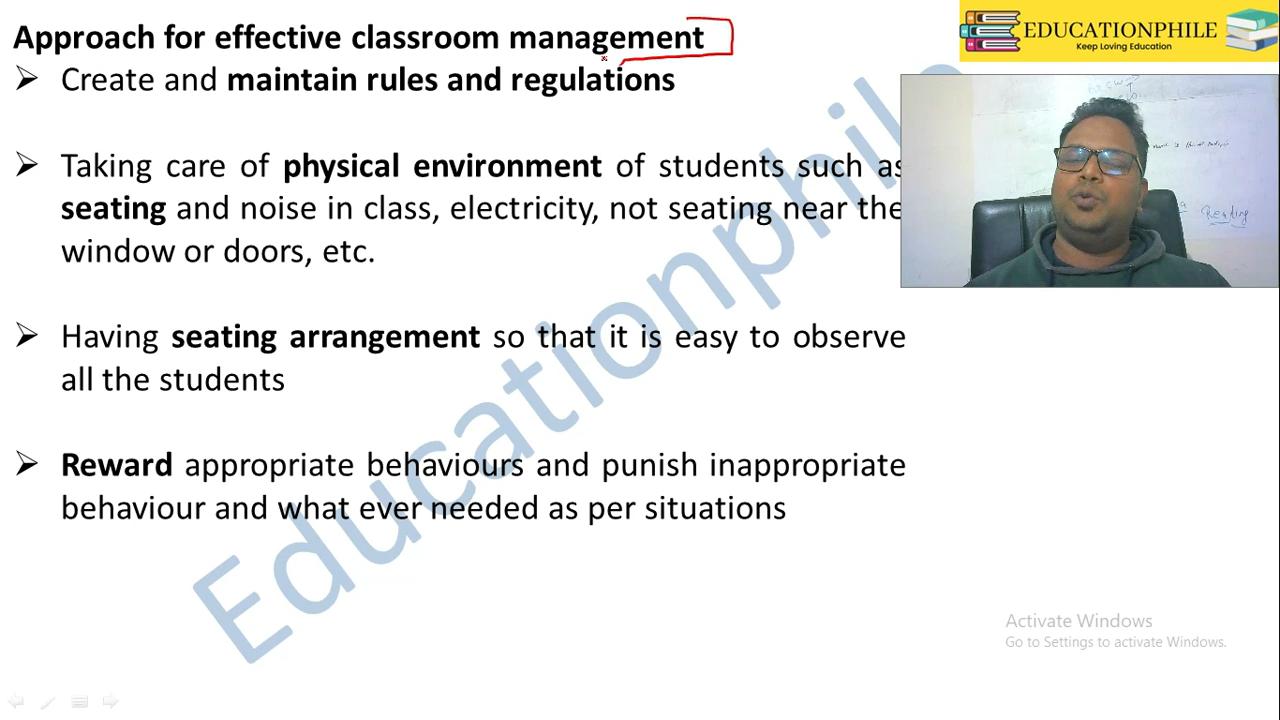 Approach for effective classroom management
➢ Create and maintain rules and regulations
➢ Taking care of physical environment of students such as
seating and noise in class, electricity, not seating near the
window or doors, etc.
➢ Having seating arrangement so that it is easy to observe
all the students
➢ Reward appropriate behaviours and punish inappropriate
behaviour and what ever needed as per situations
EDUCATIONPHILE
Keep Loving Education
Reading
Educationphile
Activate Windows
Go to Settings to activate Windows.